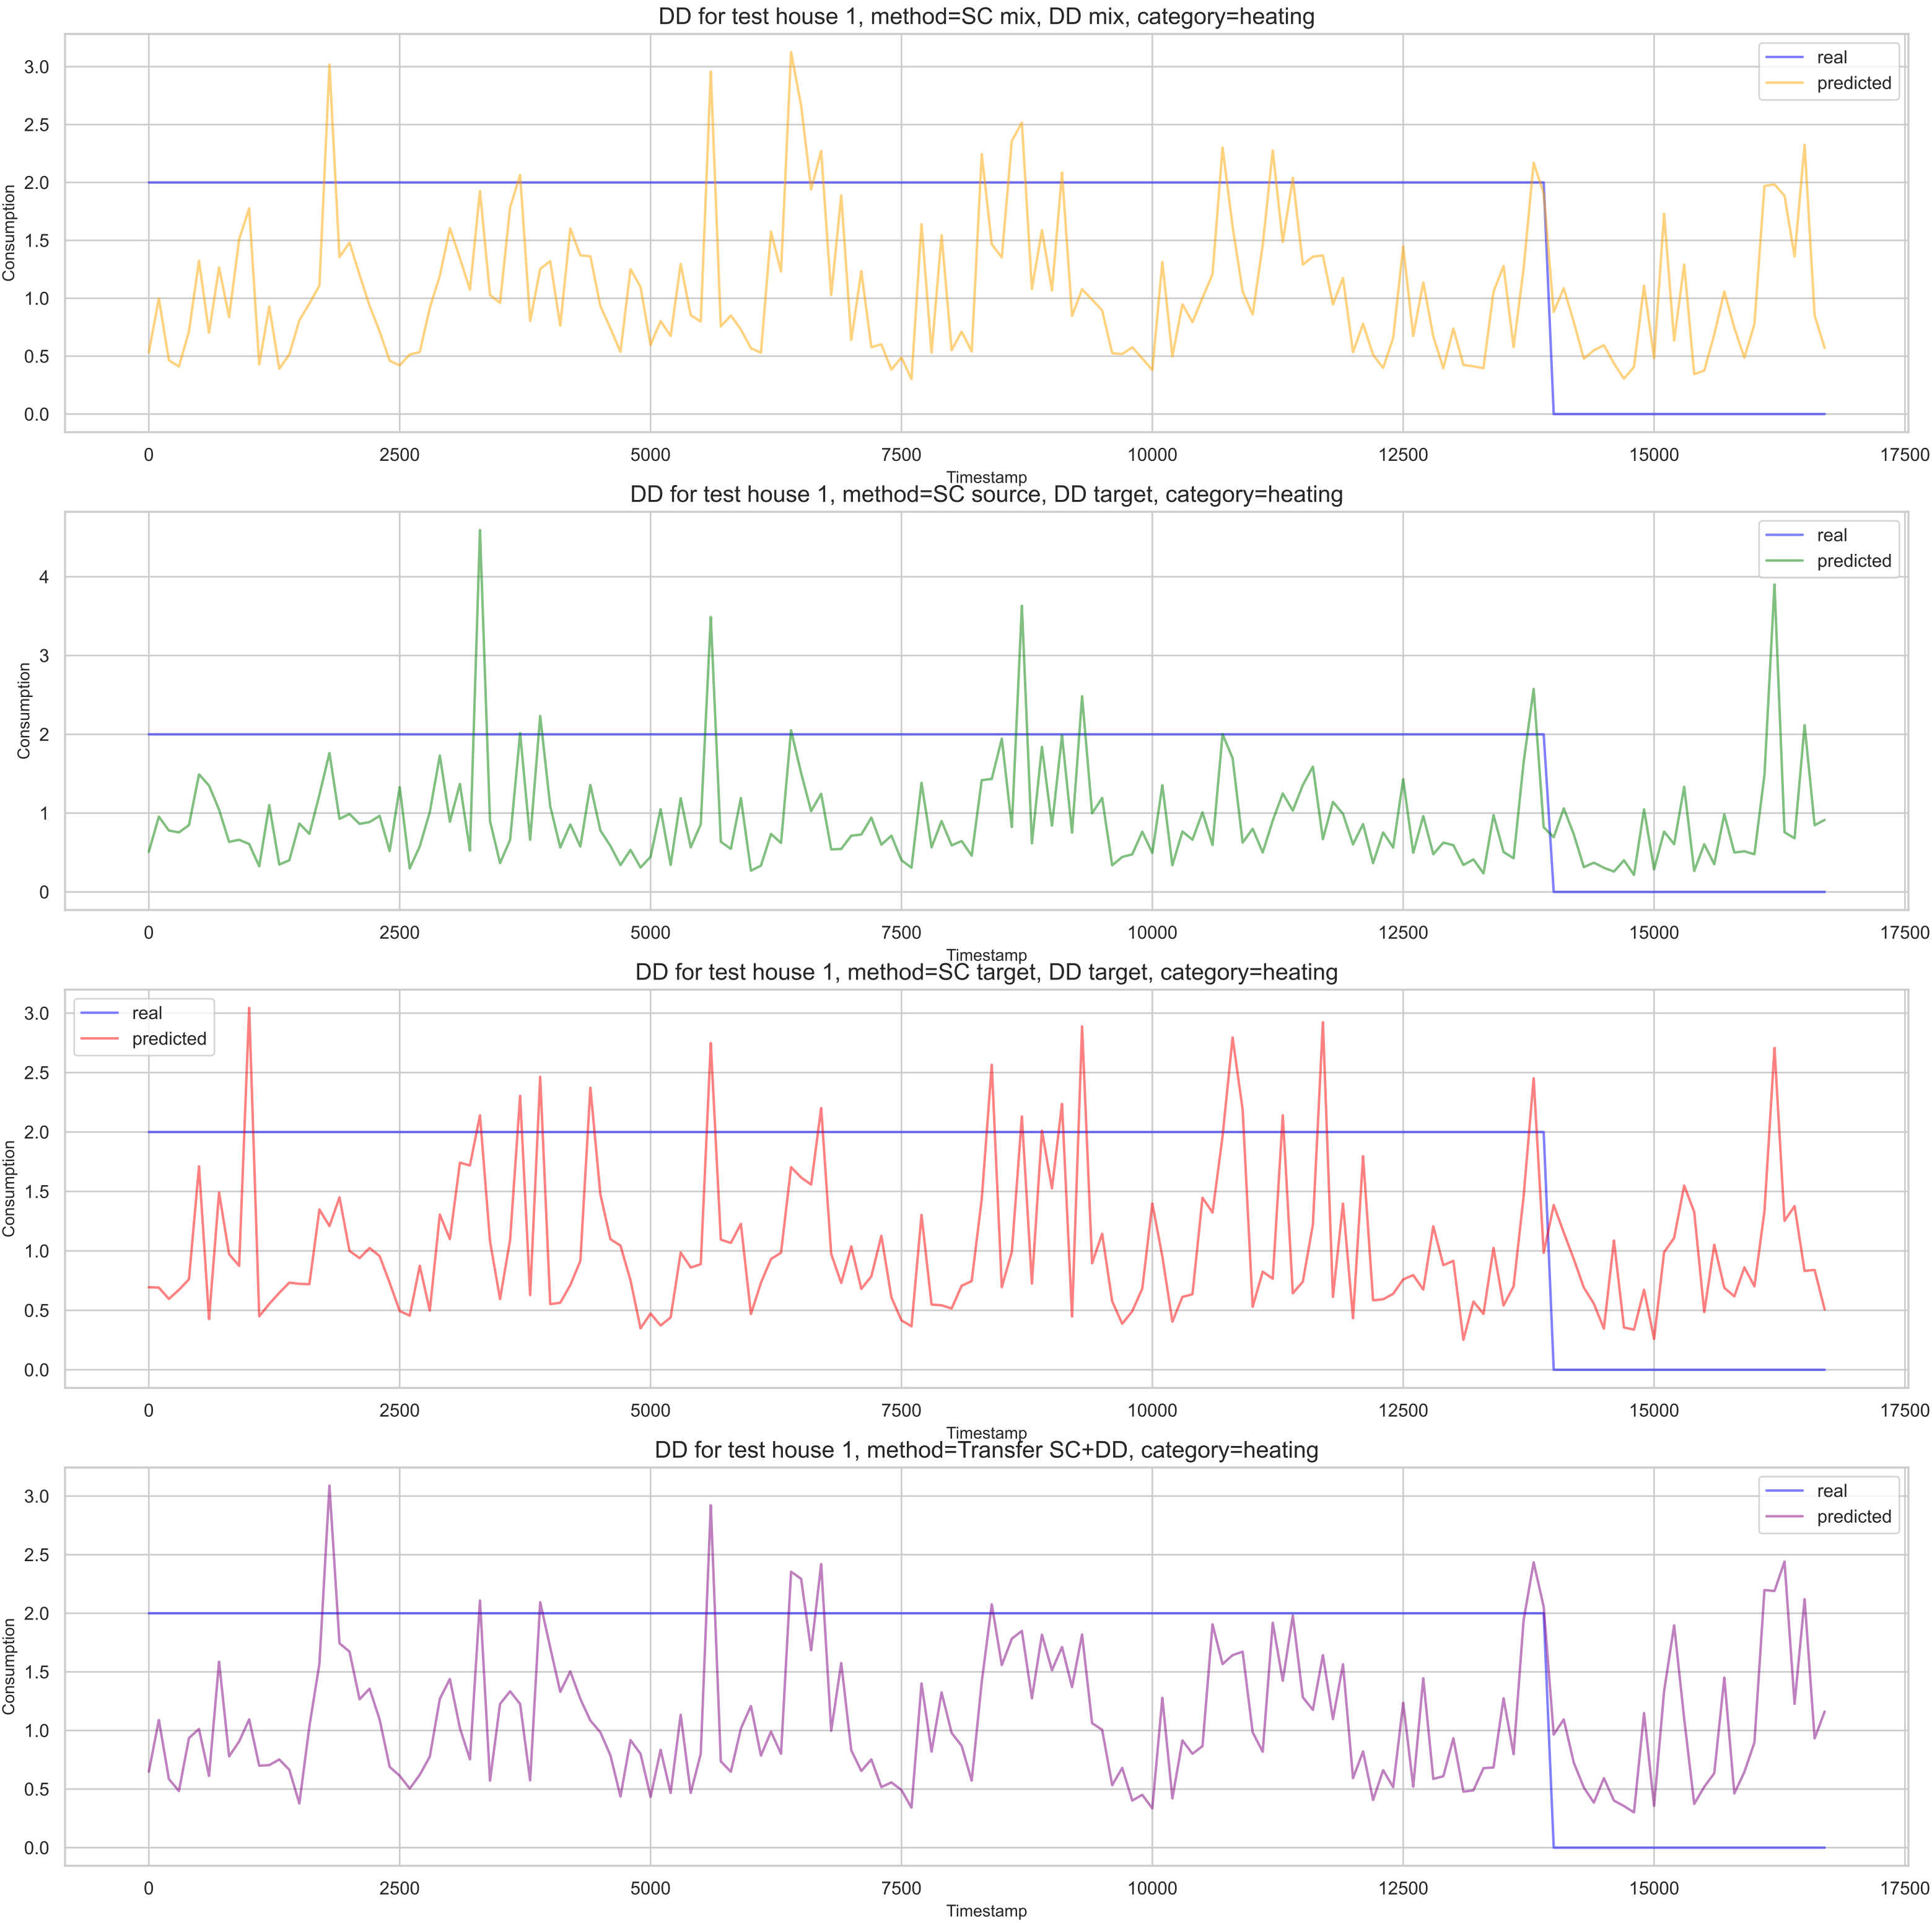 DD for test house 1, method=SC mix, DD mix, category=heating
real
predicted
3.0
2.5
2.0
1.5
1.0
0.5
0.0
Consumption
0 2500 5000 7500 10000 12500 15000 17500
Timestamp
DD for test house 1, method=SC source, DD target, category=heating
real
predicted
4
3
2
1
0
Consumption
0 2500 5000 7500 10000 12500 15000 17500
Timestamp
DD for test house 1, method=SC target, DD target, category=heating
real
predicted
3.0
2.5
2.0
1.5
1.0
0.5
0.0
Consumption
0 2500 5000 7500 10000 12500 15000 17500
Timestamp
DD for test house 1, method=Transfer SC+DD, category=heating
real
predicted
3.0
2.5
2.0
1.5
1.0
0.5
0.0
Consumption
0 2500 5000 7500 10000 12500 15000 17500
Timestamp